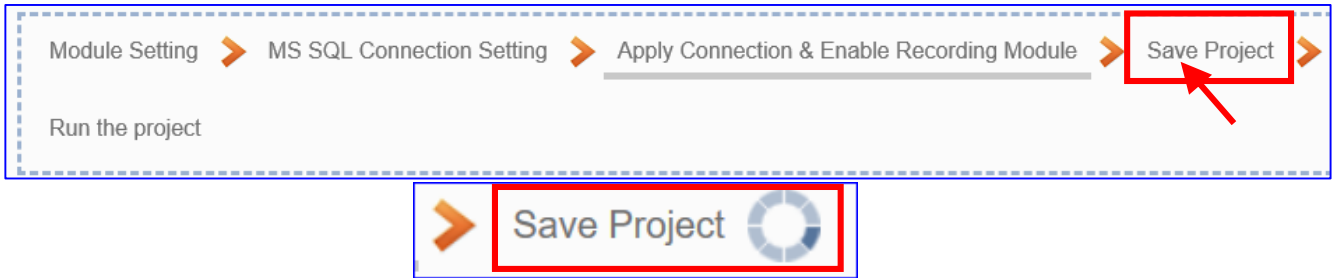 Module Setting MS SQL Connection Setting Apply Connection & Enable Recording Module Save Project
Run the project
Save Project